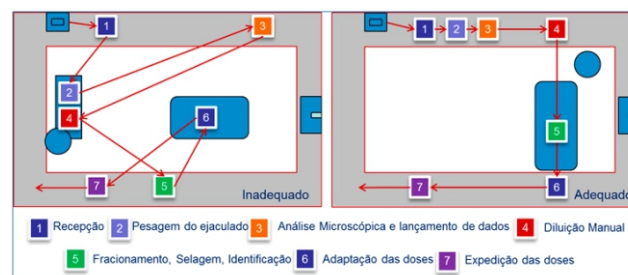 1 3
2
4 6
7 5
Inadequado
1 2 3 4
5
7 6
Adequado
1 Recepção 2 Pesagem do ejaculado 3 Análise Microscópica e lançamento de dados 4 Diluição Manual
5 Fracionamento, Selagem, Identificação 6 Adaptação das doses 7 Expedição das doses